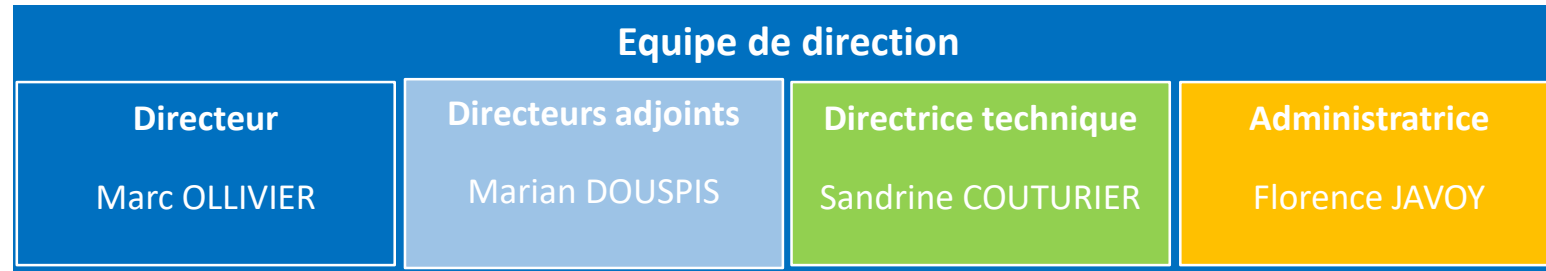 Equipe de direction
Directeur
Marc OLLIVIER
Directeurs adjoints
Marian DOUSPIS
Directrice technique
Sandrine COUTURIER
Administratrice
Florence JAVOY